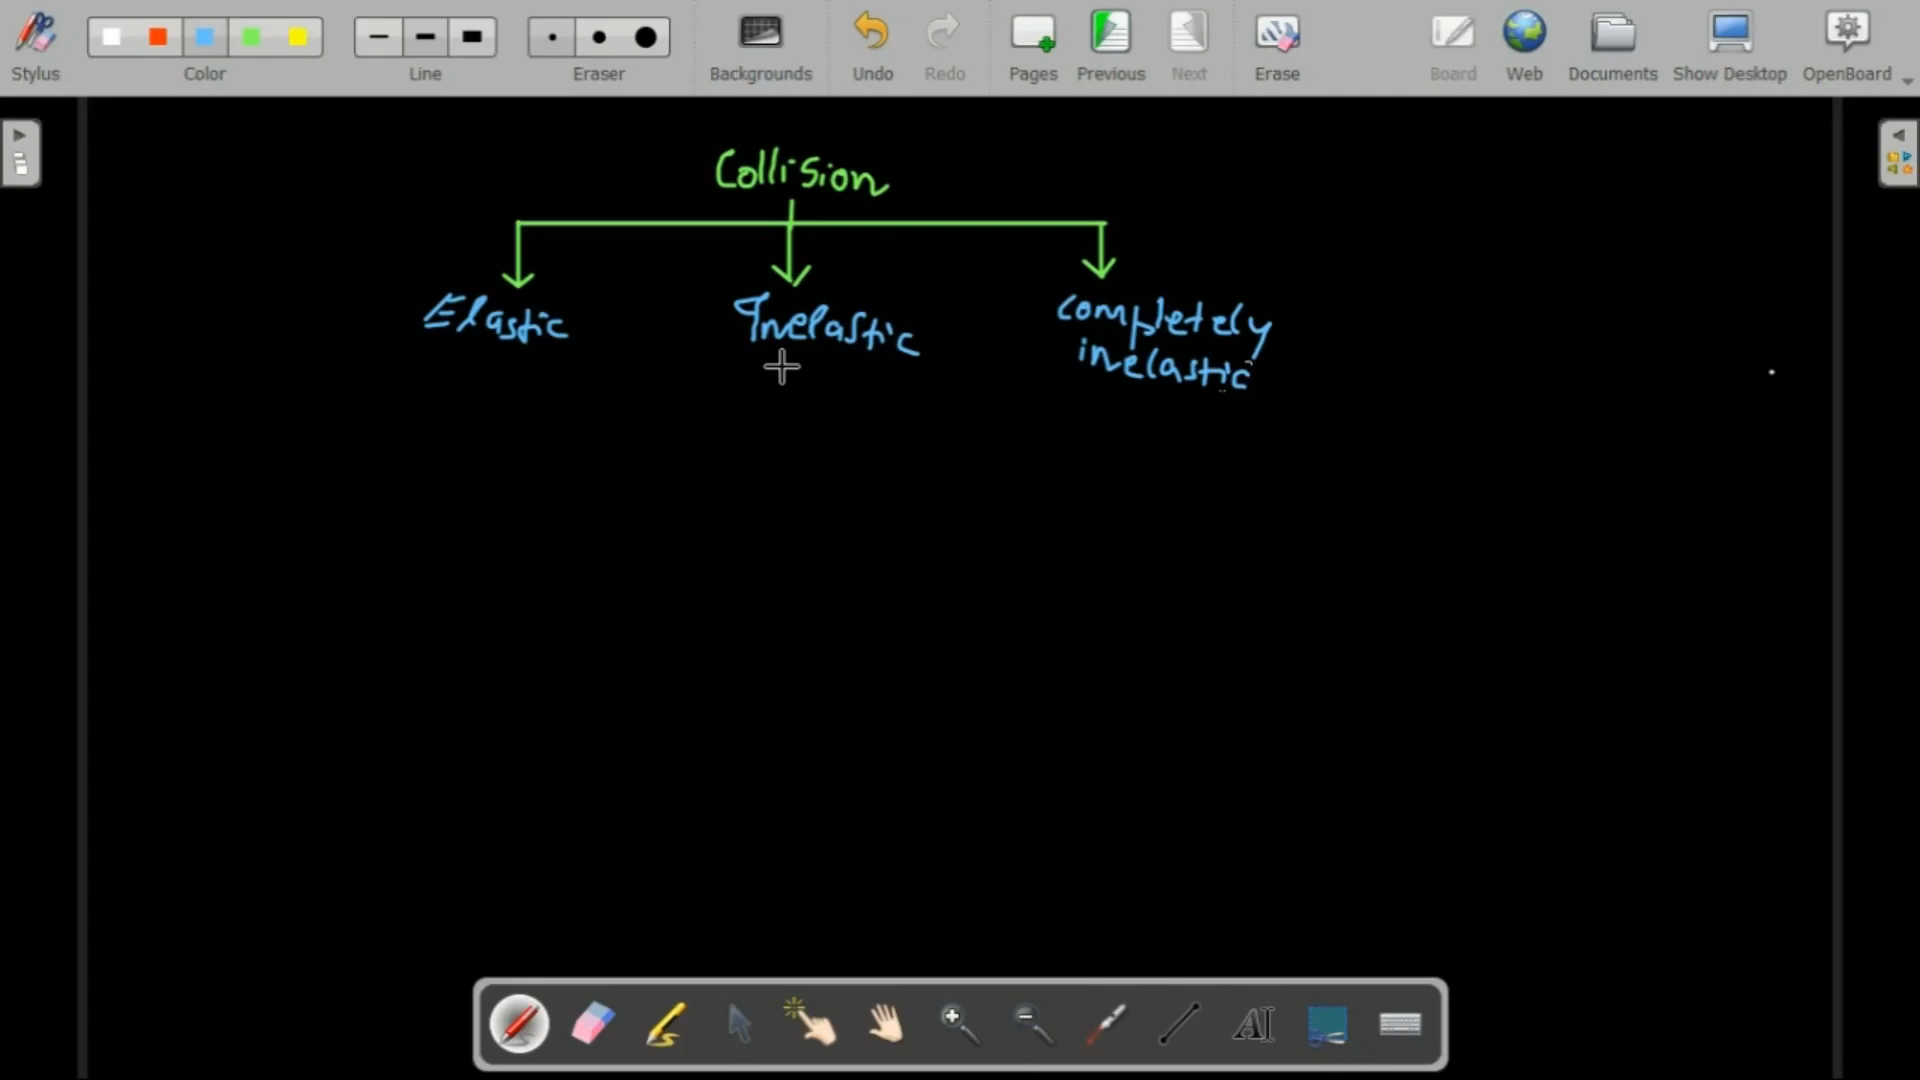 Stylus Color Line Eraser Backgrounds Undo Redo Pages Previous Next Erase Board Web Documents Show Desktop OpenBoard
Collision
Elastic Inelastic completely
inelastic
AI